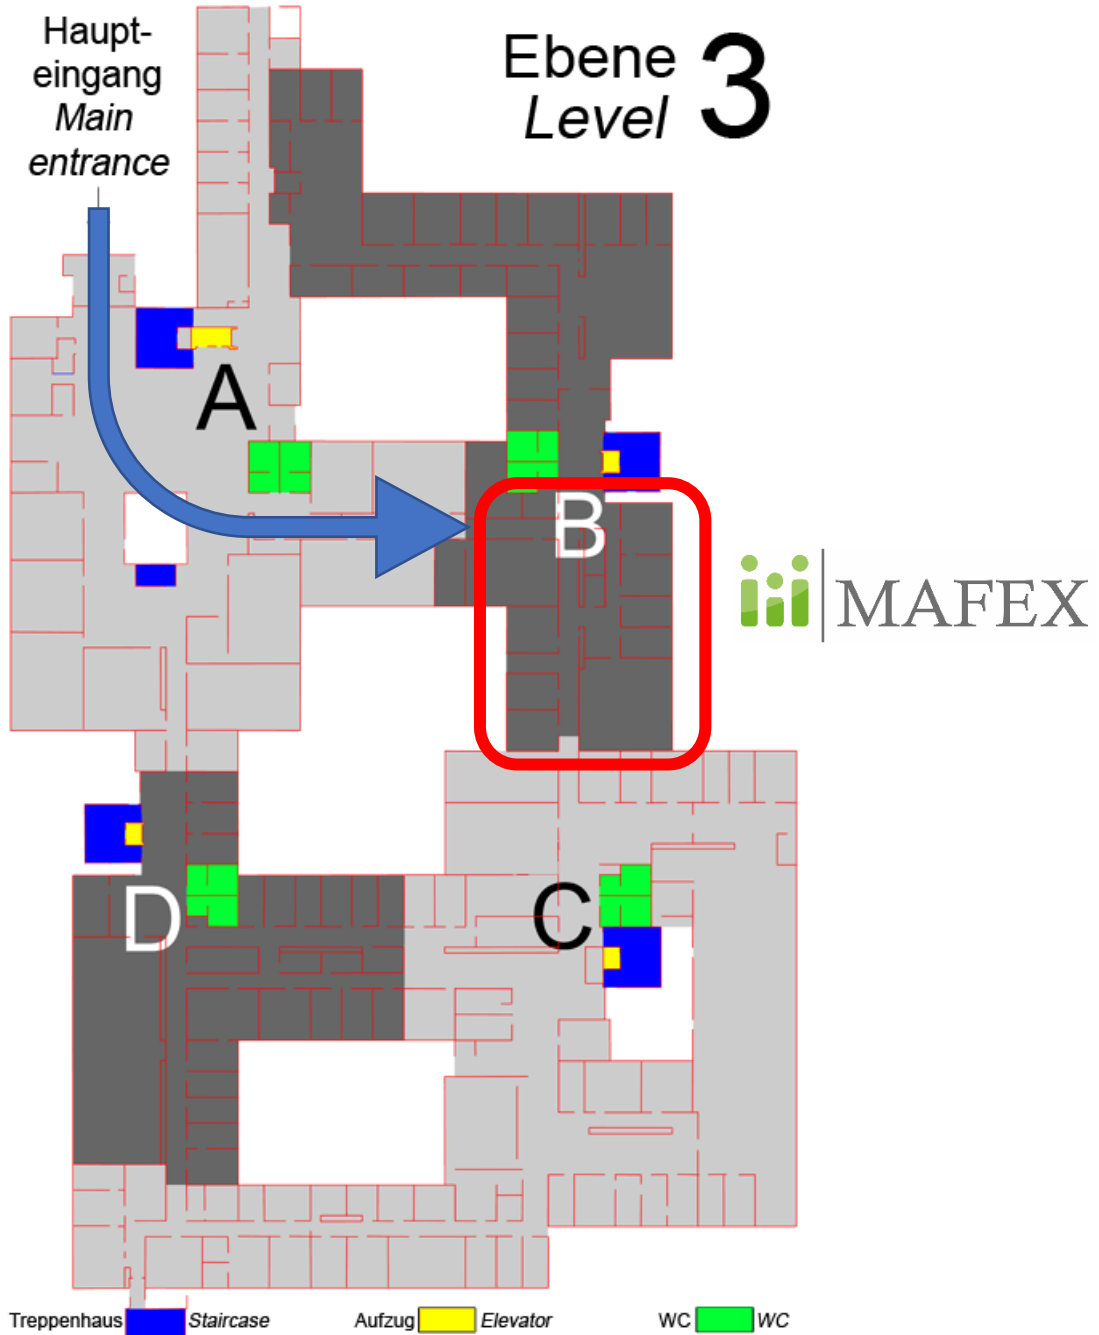 Haupt-
eingang
Main
entrance
Ebene
Level
3
A
B
MAFEX
D
C
Treppenhaus Staircase
Aufzug Elevator
WC WC